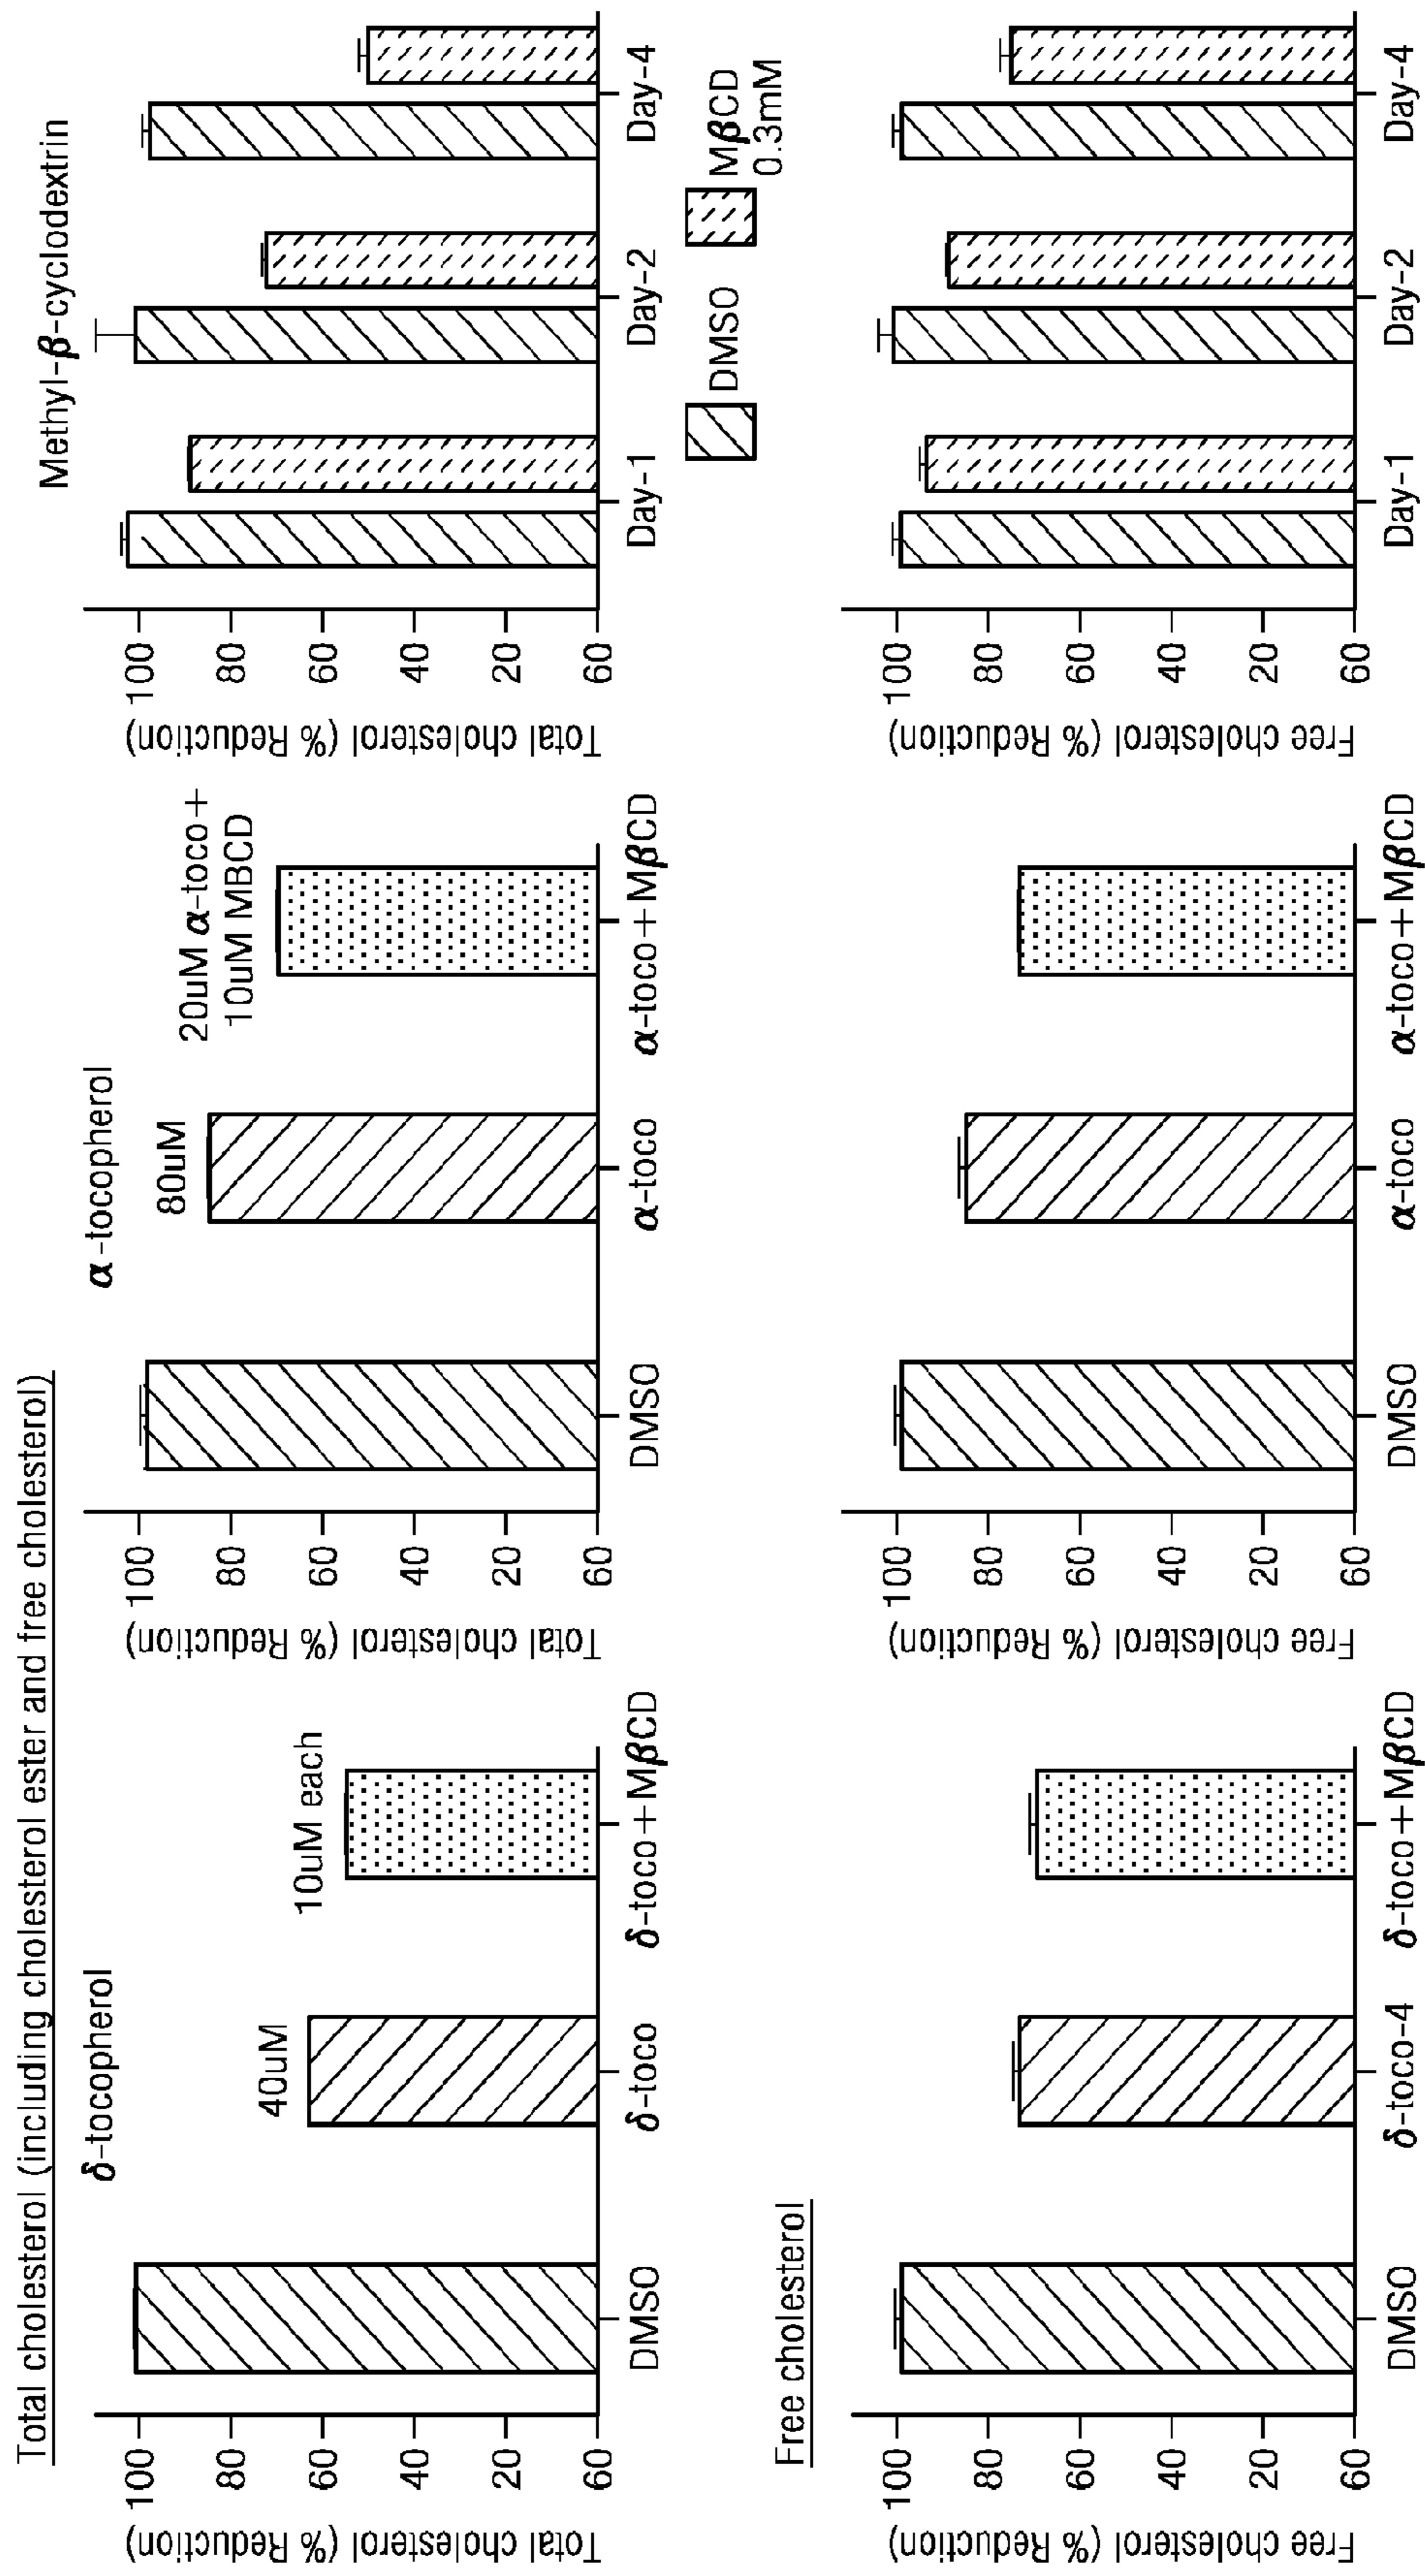 Total cholesterol (including cholesterol ester and free cholesterol)
δ-tocopherol
Total cholesterol (% Reduction)
100
80
60
40
20
60
40uM
10uM each
DMSO
δ-toco
δ-toco+MβCD
α-tocopherol
Total cholesterol (% Reduction)
100
80
60
40
20
60
80uM
20uM α-toco+
10uM MBCD
DMSO
α-toco
α-toco+MβCD
Methyl-β-cyclodextrin
Total cholesterol (% Reduction)
100
80
60
40
20
60
Day-1
Day-2
Day-4
DMSO
MβCD
0.3mM
Free cholesterol
Free cholesterol (% Reduction)
100
80
60
40
20
60
DMSO
δ-toco-4
δ-toco+MβCD
Free cholesterol (% Reduction)
100
80
60
40
20
60
DMSO
α-toco
α-toco+MβCD
Free cholesterol (% Reduction)
100
80
60
40
20
60
Day-1
Day-2
Day-4